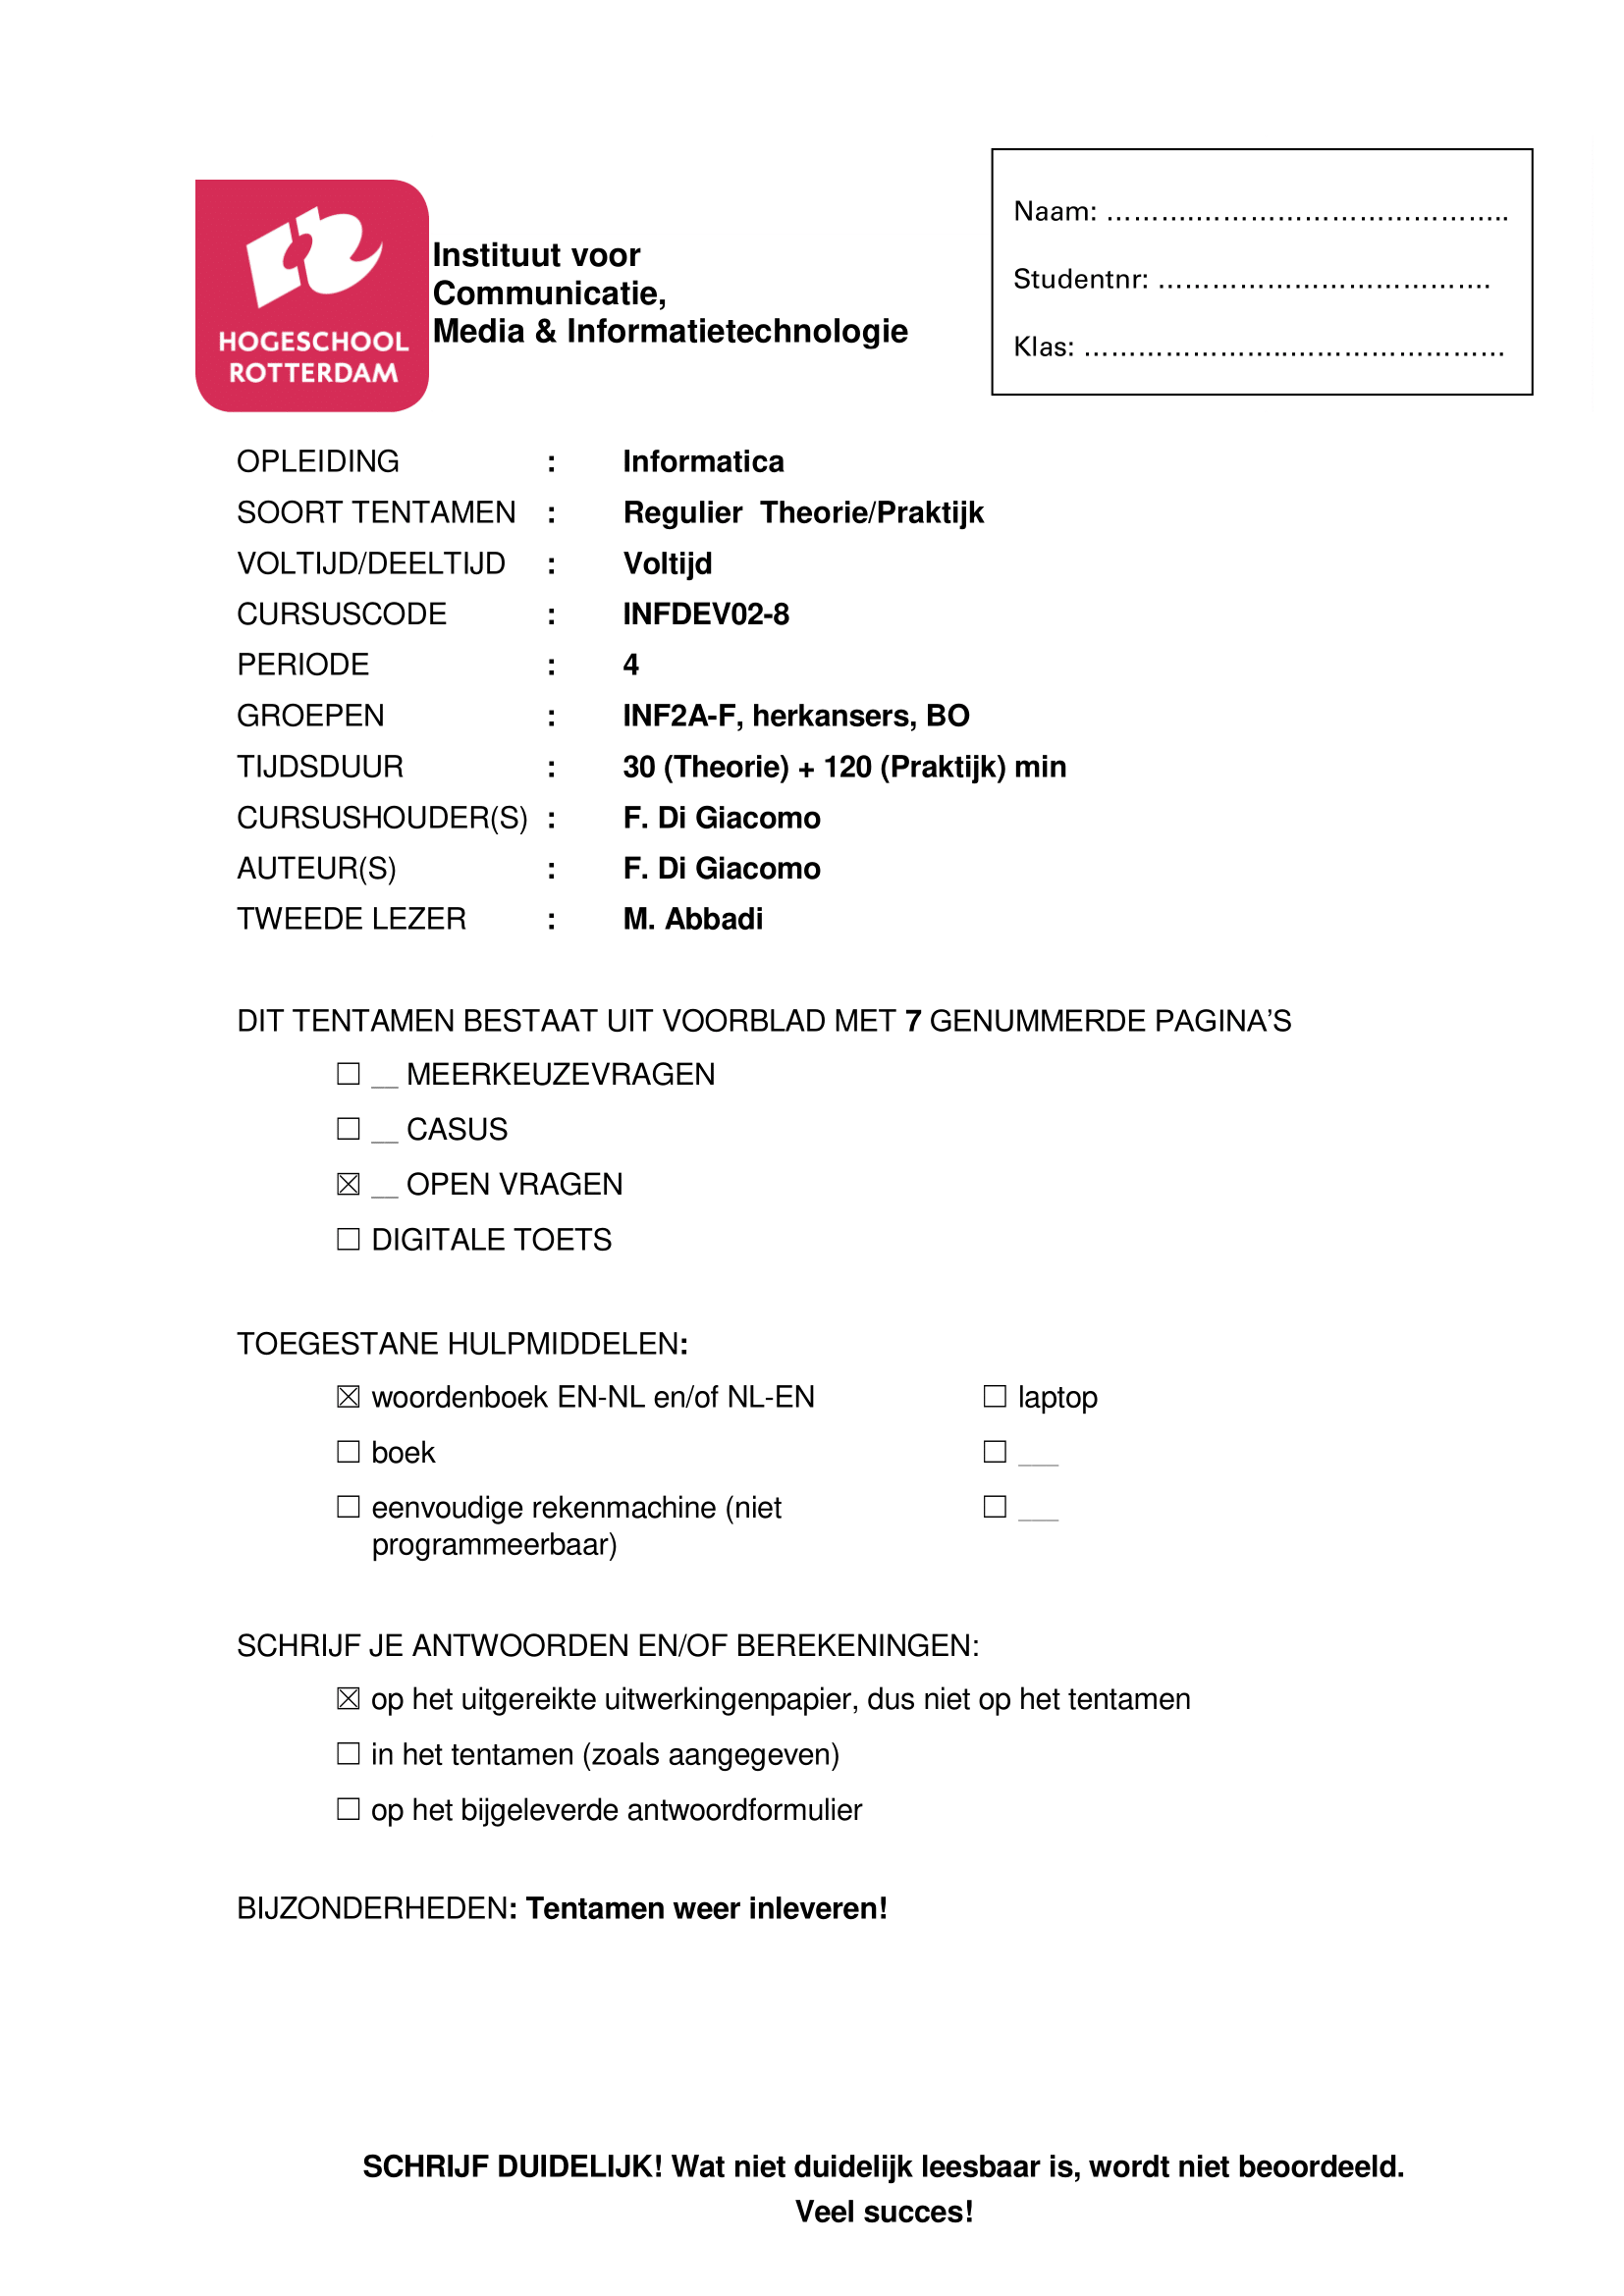 HOGESCHOOL
ROTTERDAM
Instituut voor
Communicatie,
Media & Informatietechnologie
Naam: ……………………………………..
Studentnr: ……………………………….
Klas: …………………..……………………
OPLEIDING : Informatica
SOORT TENTAMEN : Regulier Theorie/Praktijk
VOLTIJD/DEELTIJD : Voltijd
CURSUSCODE : INFDEV02-8
PERIODE : 4
GROEPEN : INF2A-F, herkansers, BO
TIJDSDUUR : 30 (Theorie) + 120 (Praktijk) min
CURSUSHOUDER(S) : F. Di Giacomo
AUTEUR(S) : F. Di Giacomo
TWEEDE LEZER : M. Abbadi
DIT TENTAMEN BESTAAT UIT VOORBLAD MET 7 GENUMMERDE PAGINA'S
☐ __ MEERKEUZEVRAGEN
☐ __ CASUS
☒ __ OPEN VRAGEN
☐ DIGITALE TOETS
TOEGESTANE HULPMIDDELEN:
☒ woordenboek EN-NL en/of NL-EN ☐ laptop
☐ boek ☐ ___
☐ eenvoudige rekenmachine (niet ☐ ___
programmeerbaar)
SCHRIJF JE ANTWOORDEN EN/OF BEREKENINGEN:
☒ op het uitgereikte uitwerkingenpapier, dus niet op het tentamen
☐ in het tentamen (zoals aangegeven)
☐ op het bijgeleverde antwoordformulier
BIJZONDERHEDEN: Tentamen weer inleveren!
SCHRIJF DUIDELIJK! Wat niet duidelijk leesbaar is, wordt niet beoordeeld.
Veel succes!